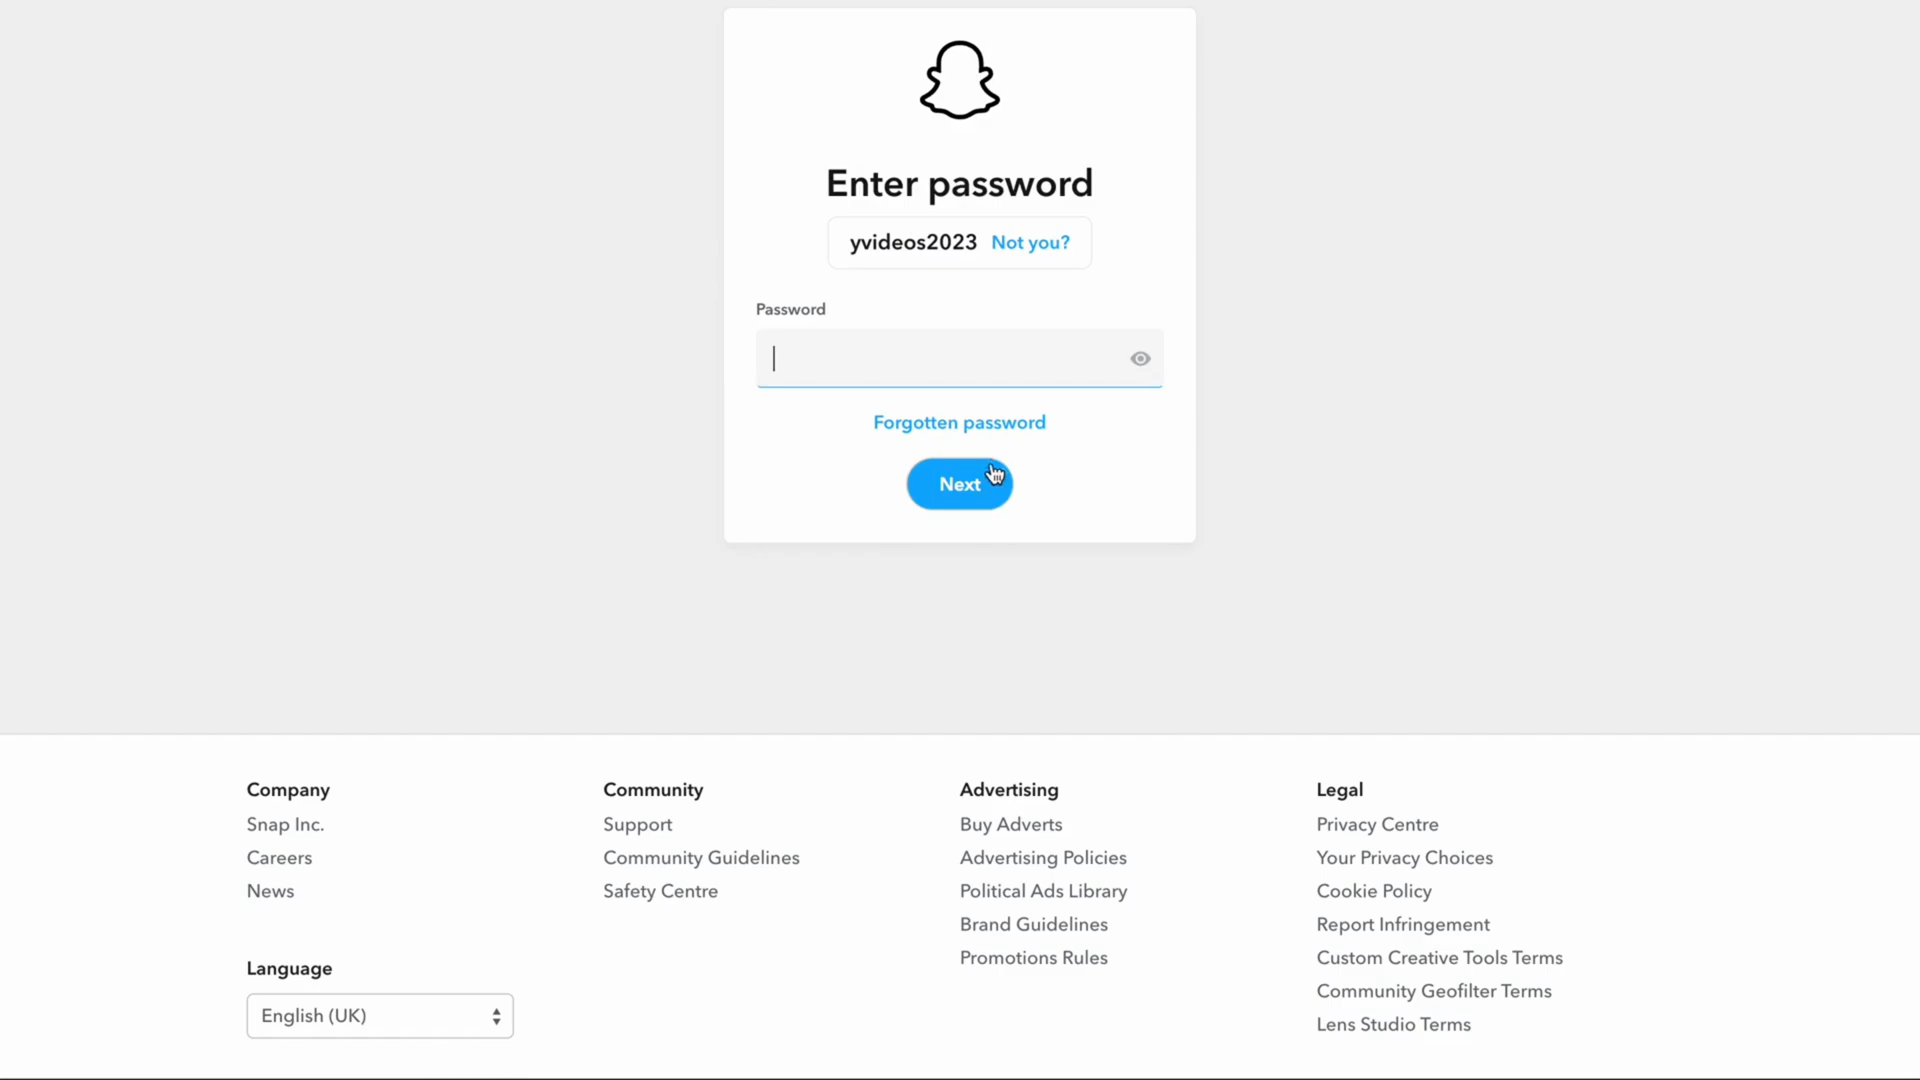 Enter password
yvideos2023 Not you?
Password
Forgotten password
Next
Company
Snap Inc.
Careers
News
Community
Support
Community Guidelines
Safety Centre
Advertising
Buy Adverts
Advertising Policies
Political Ads Library
Brand Guidelines
Promotions Rules
Legal
Privacy Centre
Your Privacy Choices
Cookie Policy
Report Infringement
Custom Creative Tools Terms
Community Geofilter Terms
Lens Studio Terms
Language
English (UK)